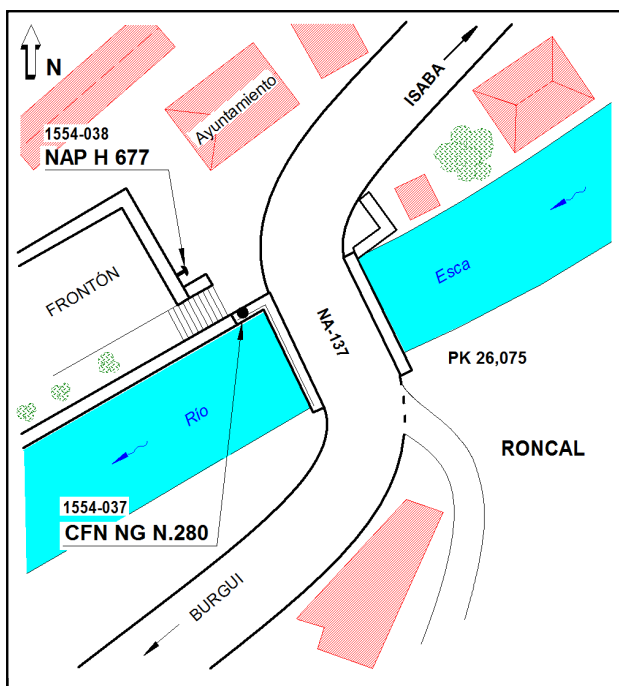 N
ISABA
Ayuntamiento
1554-038
NAP H 677
FRONTÓN
Esca
NA-137
PK 26,075
Río
RONCAL
1554-037
CFN NG N.280
BURGUI